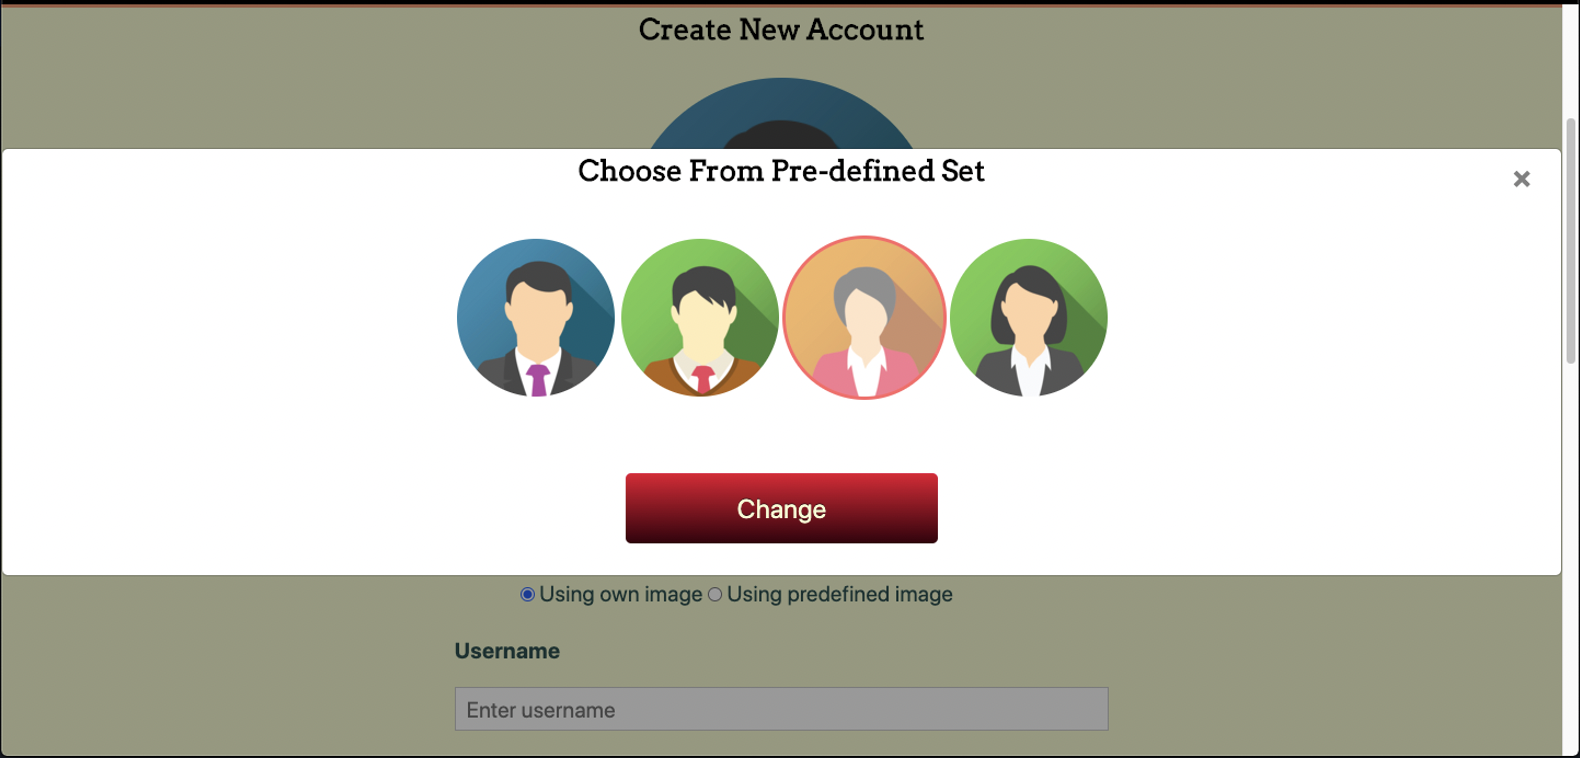 Create New Account
Choose From Pre-defined Set
×
Change
Using own image Using predefined image
Username
Enter username